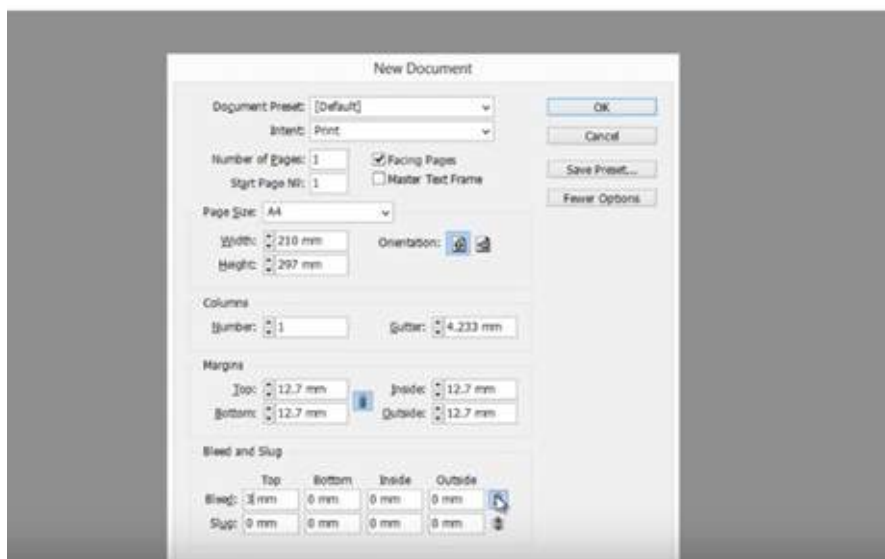 New Document
Document Preset: [Default]
OK
Intent: Print
Cancel
Number of Pages: 1
Facing Pages
Save Preset...
Start Page Nº: 1
Master Text Frame
Fewer Options
Page Size: A4
Width: 210 mm
Orientation:
Height: 297 mm
Columns
Number: 1
Gutter: 4.233 mm
Margins
Top: 12.7 mm
Inside: 12.7 mm
Bottom: 12.7 mm
Outside: 12.7 mm
Bleed and Slug
Top Bottom Inside Outside
Bleed: 3 mm 0 mm 0 mm 0 mm
Slug: 0 mm 0 mm 0 mm 0 mm